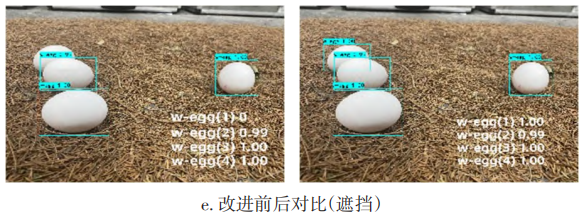 w-egg(1) 0
w-egg(2) 0.99
w-egg(3) 1.00
w-egg(4) 1.00
w-egg(1) 1.00
w-egg(2) 0.99
w-egg(3) 1.00
w-egg(4) 1.00
e. 改进前后对比(遮挡)